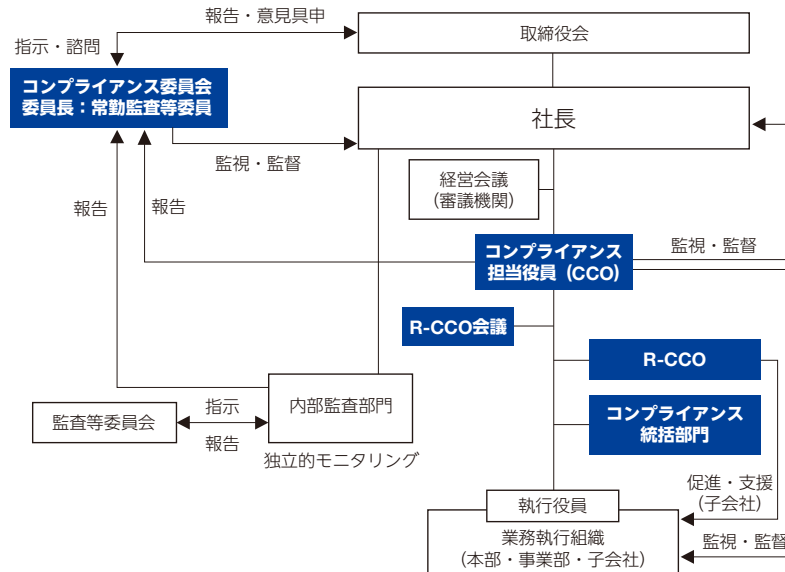 報告・意見具申
取締役会
指示・諮問
コンプライアンス委員会
委員長：常勤監査等委員
社長
監視・監督
経営会議
(審議機関)
報告
報告
コンプライアンス
担当役員（CCO）
監視・監督
R-CCO会議
R-CCO
内部監査部門
指示
監査等委員会
報告
コンプライアンス
統括部門
独立的モニタリング
促進・支援
(子会社)
執行役員
業務執行組織
(本部・事業部・子会社)
監視・監督